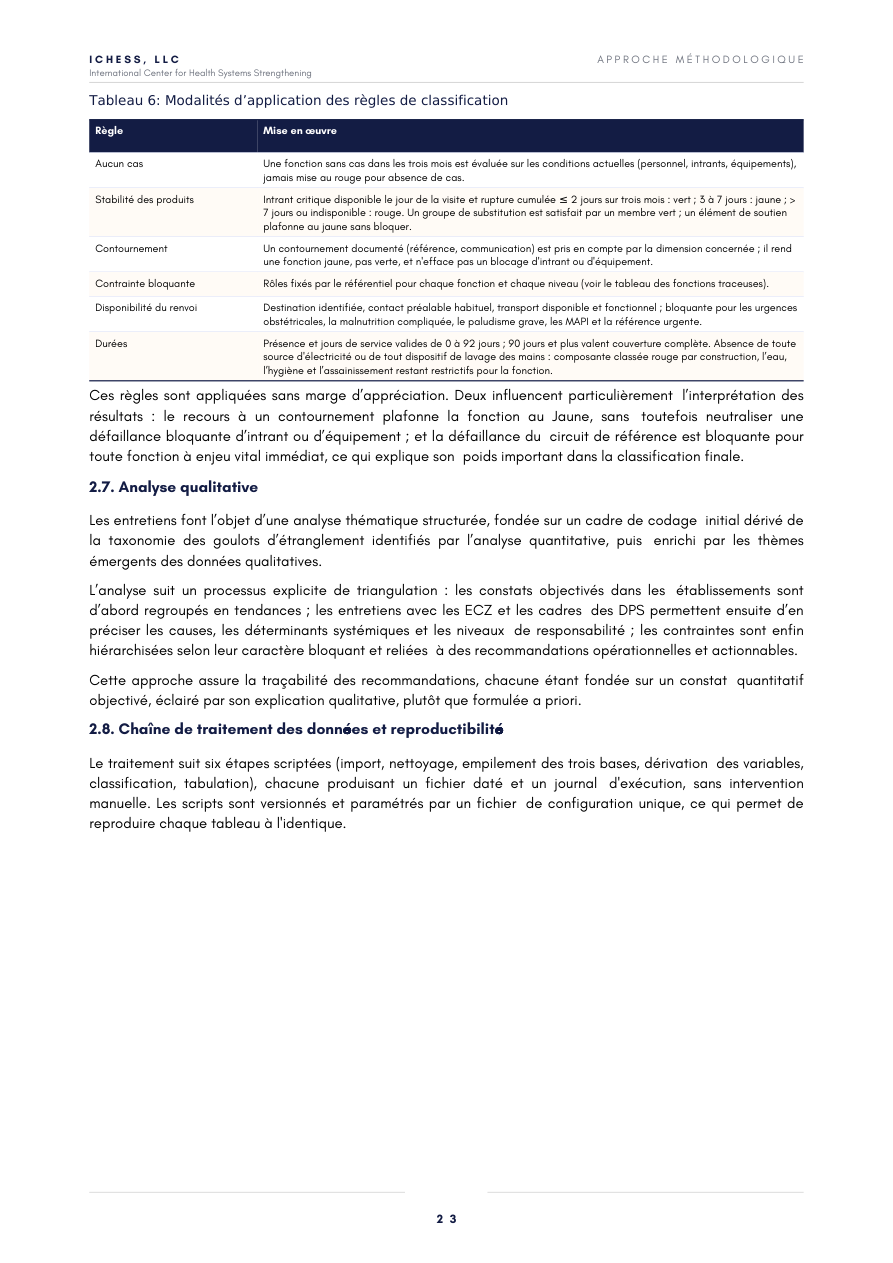 ICHESS, LLC
APPROCHE MÉTHODOLOGIQUE
International Center for Health Systems Strengthening
Tableau 6: Modalités d’application des règles de classification
Règle
Mise en œuvre
Aucun cas
Une fonction sans cas dans les trois mois est évaluée sur les conditions actuelles (personnel, intrants, équipements),
jamais mise au rouge pour absence de cas.
Stabilité des produits
Intrant critique disponible le jour de la visite et rupture cumulée ≤ 2 jours sur trois mois : vert ; 3 à 7 jours : jaune ; >
7 jours ou indisponible : rouge. Un groupe de substitution est satisfait par un membre vert ; un élément de soutien
plafonne au jaune sans bloquer.
Contournement
Un contournement documenté (référence, communication) est pris en compte par la dimension concernée ; il rend
une fonction jaune, pas verte, et n'efface pas un blocage d'intrant ou d'équipement.
Contrainte bloquante
Rôles fixés par le référentiel pour chaque fonction et chaque niveau (voir le tableau des fonctions traceuses).
Disponibilité du renvoi
Destination identifiée, contact préalable habituel, transport disponible et fonctionnel ; bloquante pour les urgences
obstétricales, la malnutrition compliquée, le paludisme grave, les MAPI et la référence urgente.
Durées
Présence et jours de service valides de 0 à 92 jours ; 90 jours et plus valent couverture complète. Absence de toute
source d'électricité ou de tout dispositif de lavage des mains : composante classée rouge par construction, l’eau,
l’hygiène et l’assainissement restant restrictifs pour la fonction.
Ces règles sont appliquées sans marge d’appréciation. Deux influencent particulièrement l’interprétation des
résultats : le recours à un contournement plafonne la fonction au Jaune, sans toutefois neutraliser une
défaillance bloquante d’intrant ou d’équipement ; et la défaillance du circuit de référence est bloquante pour
toute fonction à enjeu vital immédiat, ce qui explique son poids important dans la classification finale.
2.7. Analyse qualitative
Les entretiens font l’objet d’une analyse thématique structurée, fondée sur un cadre de codage initial dérivé de
la taxonomie des goulots d’étranglement identifiés par l’analyse quantitative, puis enrichi par les thèmes
émergents des données qualitatives.
L’analyse suit un processus explicite de triangulation : les constats objectivés dans les établissements sont
d’abord regroupés en tendances ; les entretiens avec les ECZ et les cadres des DPS permettent ensuite d’en
préciser les causes, les déterminants systémiques et les niveaux de responsabilité ; les contraintes sont enfin
hiérarchisées selon leur caractère bloquant et reliées à des recommandations opérationnelles et actionnables.
Cette approche assure la traçabilité des recommandations, chacune étant fondée sur un constat quantitatif
objectivé, éclairé par son explication qualitative, plutôt que formulée a priori.
2.8. Chaîne de traitement des données et reproductibilité
Le traitement suit six étapes scriptées (import, nettoyage, empilement des trois bases, dérivation des variables,
classification, tabulation), chacune produisant un fichier daté et un journal d'exécution, sans intervention
manuelle. Les scripts sont versionnés et paramétrés par un fichier de configuration unique, ce qui permet de
reproduire chaque tableau à l'identique.
23